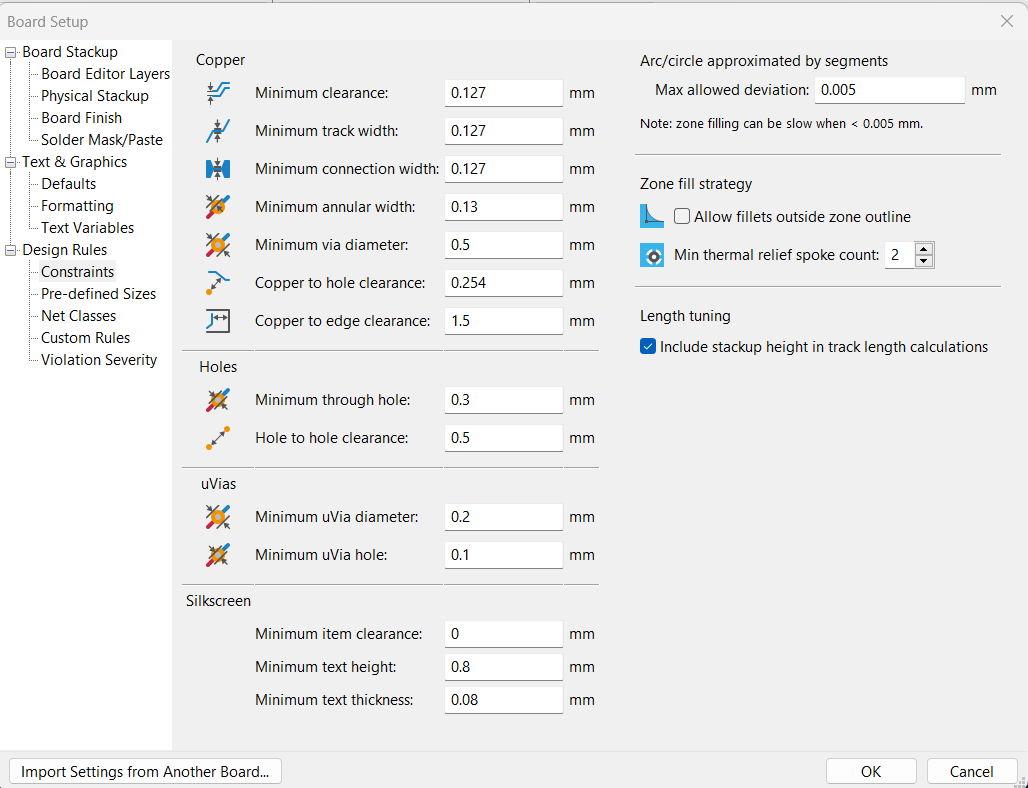 Board Setup
Board Stackup
Board Editor Layers
Physical Stackup
Board Finish
Solder Mask/Paste
Text & Graphics
Defaults
Formatting
Text Variables
Design Rules
Constraints
Pre-defined Sizes
Net Classes
Custom Rules
Violation Severity
Copper
Minimum clearance: 0.127 mm
Minimum track width: 0.127 mm
Minimum connection width: 0.127 mm
Minimum annular width: 0.13 mm
Minimum via diameter: 0.5 mm
Copper to hole clearance: 0.254 mm
Copper to edge clearance: 1.5 mm
Holes
Minimum through hole: 0.3 mm
Hole to hole clearance: 0.5 mm
uVias
Minimum uVia diameter: 0.2 mm
Minimum uVia hole: 0.1 mm
Silkscreen
Minimum item clearance: 0 mm
Minimum text height: 0.8 mm
Minimum text thickness: 0.08 mm
Arc/circle approximated by segments
Max allowed deviation: 0.005 mm
Note: zone filling can be slow when < 0.005 mm.
Zone fill strategy
Allow fillets outside zone outline
Min thermal relief spoke count: 2
Length tuning
Include stackup height in track length calculations
Import Settings from Another Board...
OK
Cancel